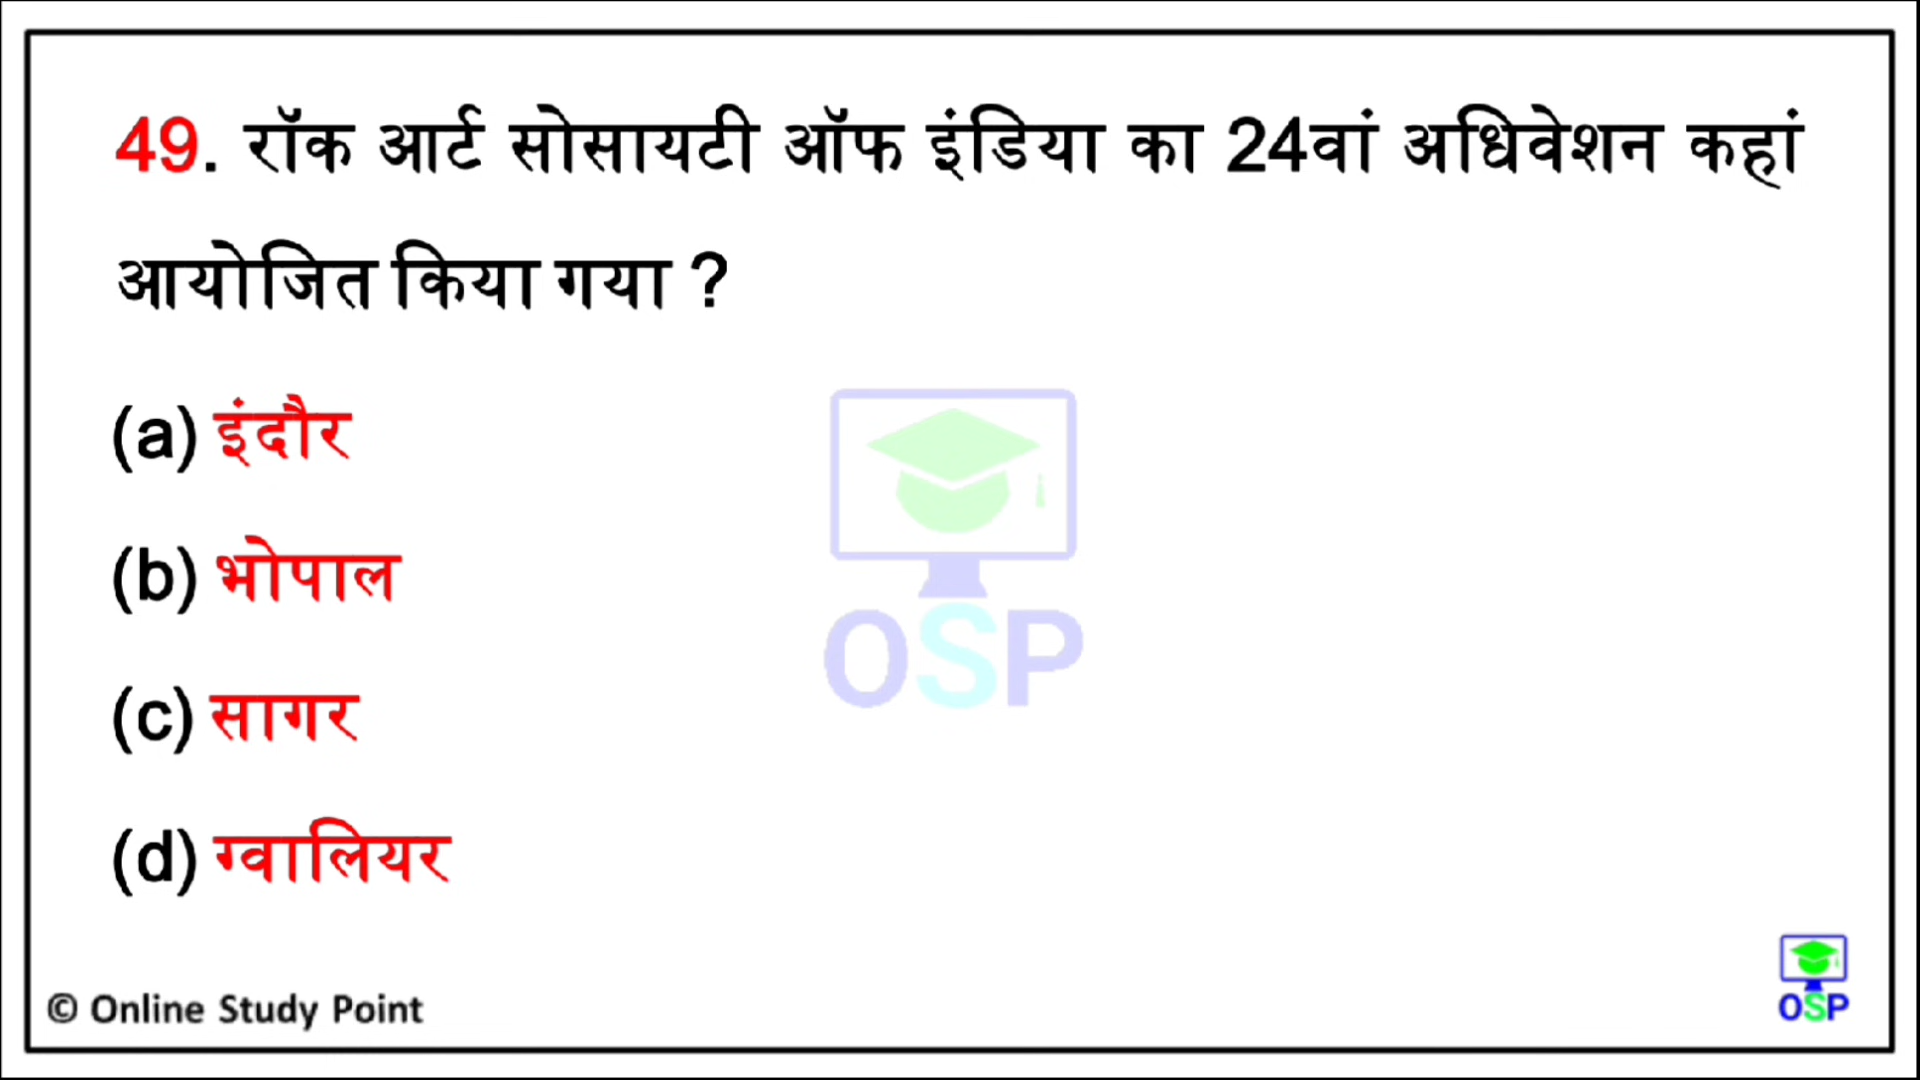 49. रॉक आर्ट सोसायटी ऑफ इंडिया का 24वां अधिवेशन कहां
आयोजित किया गया ?
(a) इंदौर
(b) भोपाल
(c) सागर
(d) ग्वालियर
OSP
© Online Study Point
OSP